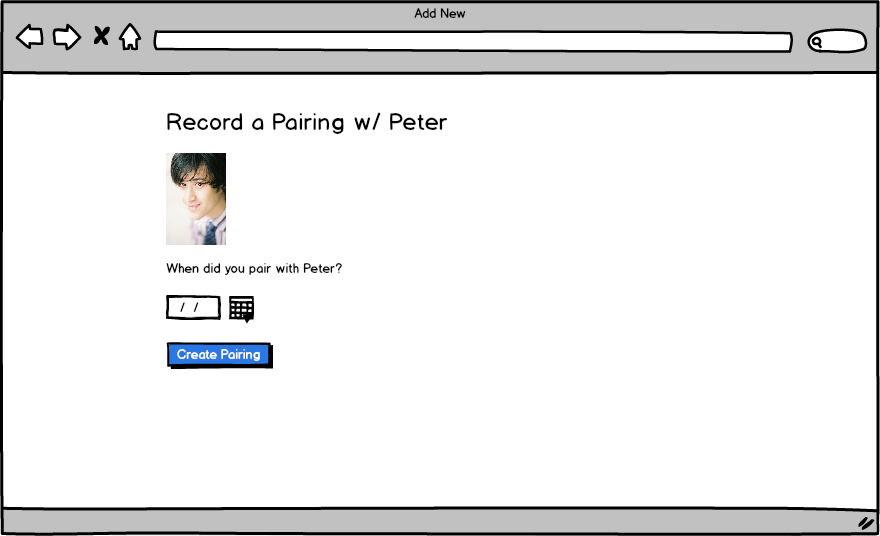 Add New
Record a Pairing w/ Peter
When did you pair with Peter?
/ /
Create Pairing